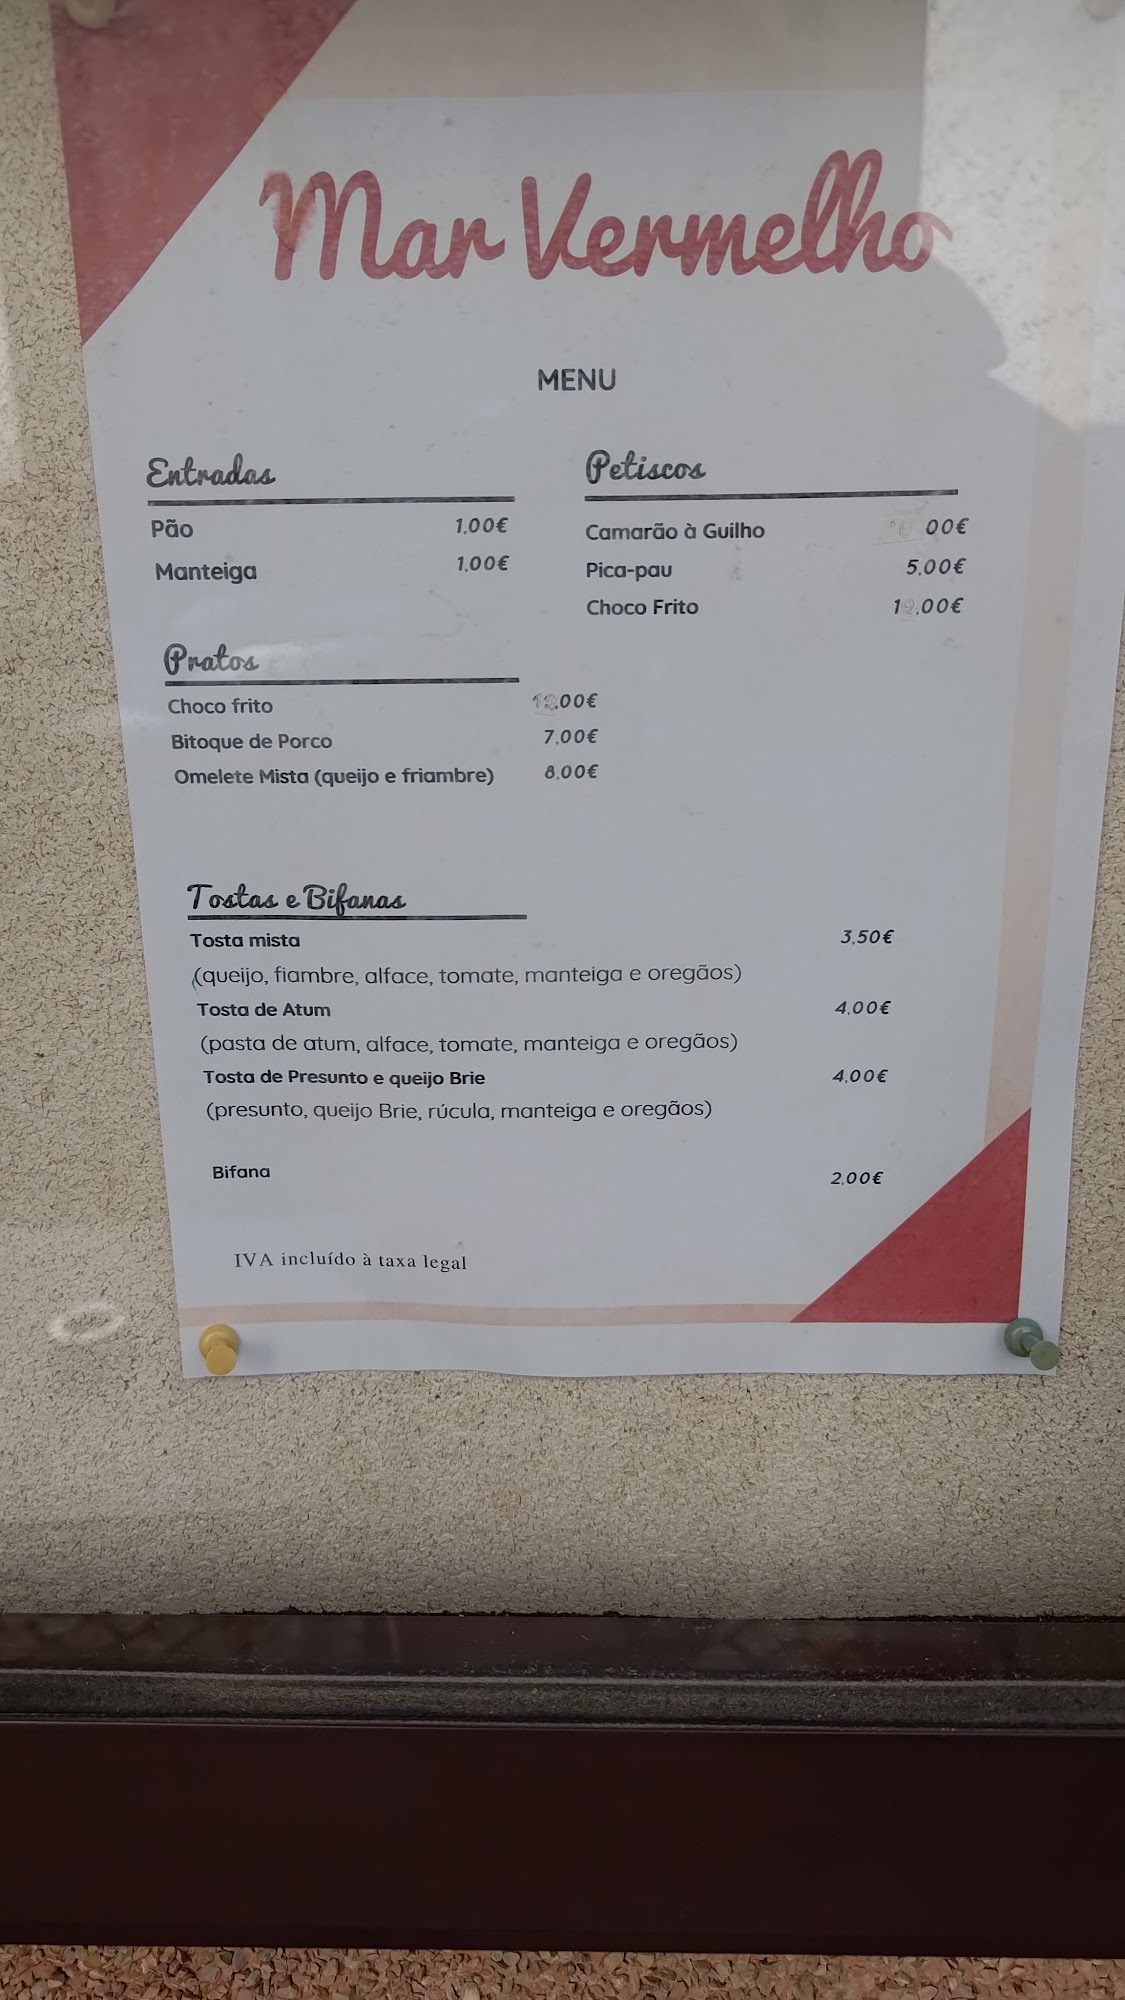 Mar Vermelho
MENU
Entradas
Pão 1,00€
Manteiga 1,00€
Petiscos
Camarão à Guilho 00€
Pica-pau 5,00€
Choco Frito
Pratos
Choco frito
Bitoque de Porco 7,00€
Omelete Mista (queijo e friambre) 8,00€
Tostas e Bifanas
Tosta mista 3,50€
(queijo, fiambre, alface, tomate, manteiga e oregãos)
Tosta de Atum 4,00€
(pasta de atum, alface, tomate, manteiga e oregãos)
Tosta de Presunto e queijo Brie 4,00€
(presunto, queijo Brie, rúcula, manteiga e oregãos)
Bifana 2,00€
IVA incluído à taxa legal